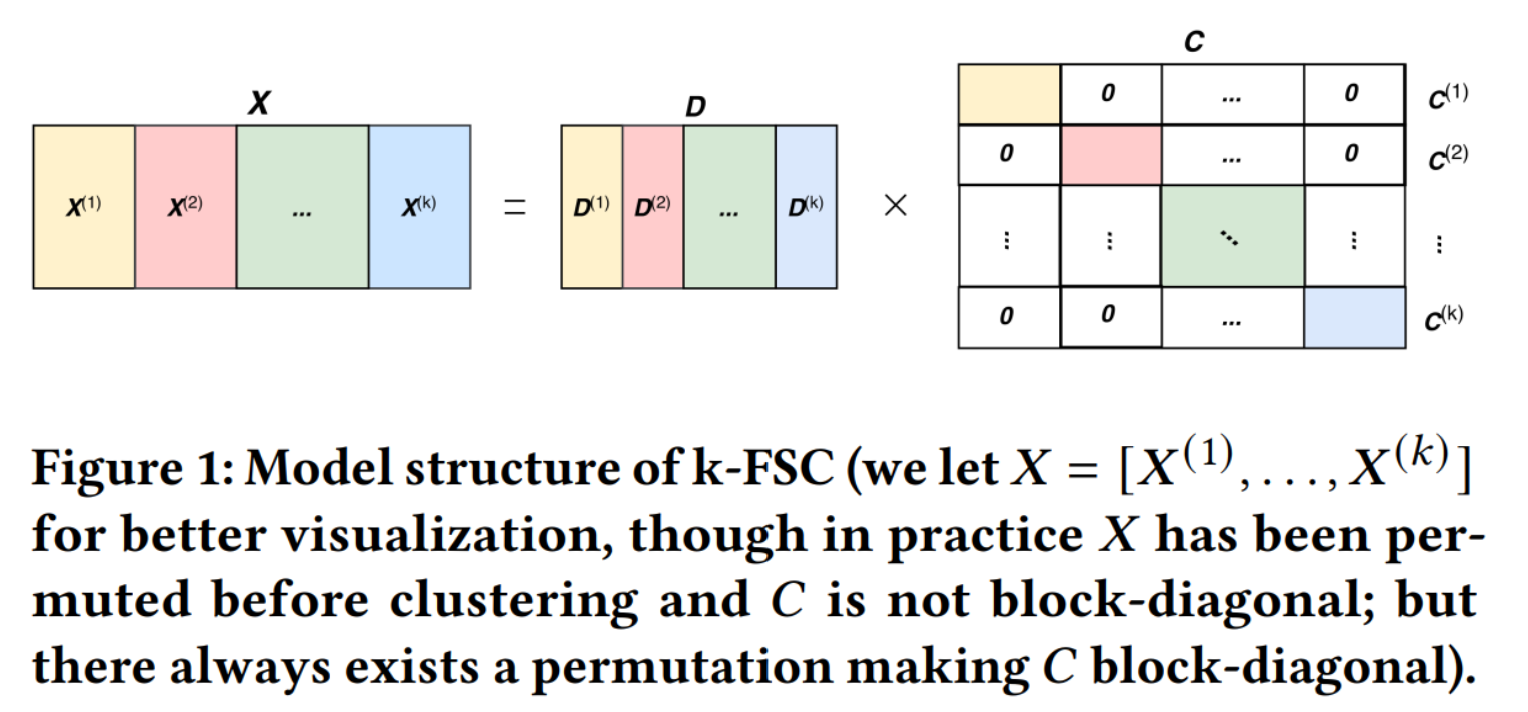 X
D
C
X(1) X(2) ... X(k) = D(1) D(2) ... D(k) ×
0 ... 0 C(1)
0 ... 0 C(2)
⋮ ⋮ ⋱ ⋮ ⋮
0 0 ... C(k)
Figure 1: Model structure of k-FSC (we let X = [X(1), . . . , X(k)]
for better visualization, though in practice X has been per-
muted before clustering and C is not block-diagonal; but
there always exists a permutation making C block-diagonal).